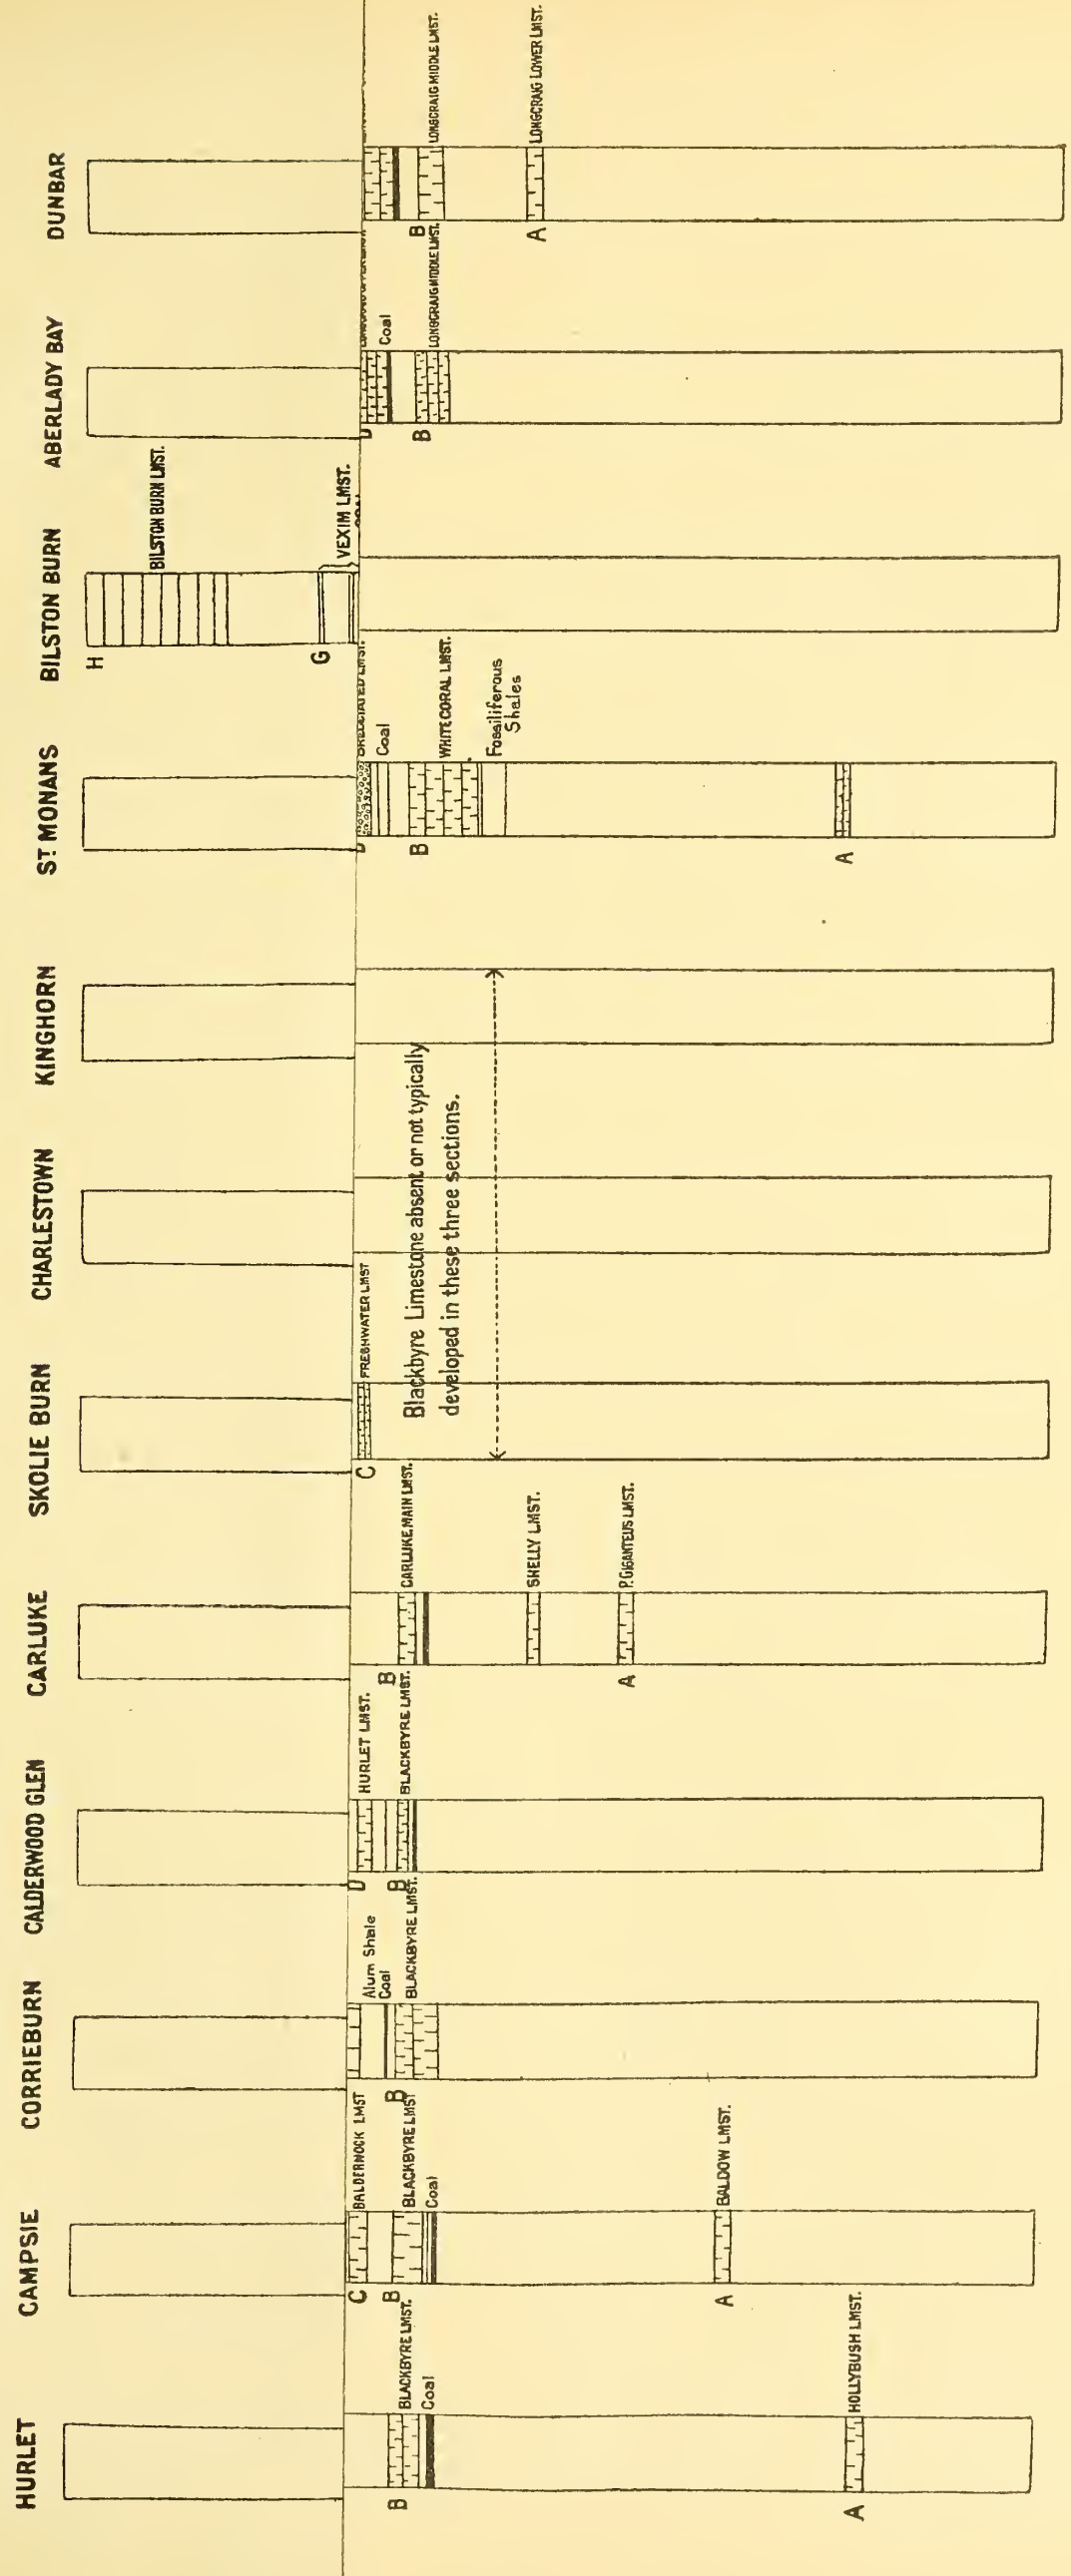 HURLET
BLACKBYRE LMST.
Coal
HOLLYBUSH LMST.
B
A
CAMPSIE
BALDERNOCK LMST
BLACKBYRE LMST
Coal
BALDOW LMST.
C
B
A
CORRIEBURN
Alum Shale
Coal
BLACKBYRE LMST.
B
CALDERWOOD GLEN
HURLET LMST.
BLACKBYRE LMST.
D
B
CARLUKE
CARLUKE MAIN LMST.
SHELLY LMST.
P. GIGANTEUS LMST.
B
A
SKOLIE BURN
FRESHWATER LMST
C
CHARLESTOWN
KINGHORN
Blackbyre Limestone absent or not typically
developed in these three sections.
ST MONANS
LMST.
Coal
WHITE CORAL LMST.
Fossiliferous
Shales
D
B
A
BILSTON BURN
BILSTON BURN LMST.
VEXIM LMST.
H
G
ABERLADY BAY
Coal
LONGCRAIG MIDDLE LMST.
D
B
DUNBAR
LONGCRAIG MIDDLE LMST.
LONGCRAIG LOWER LMST.
B
A